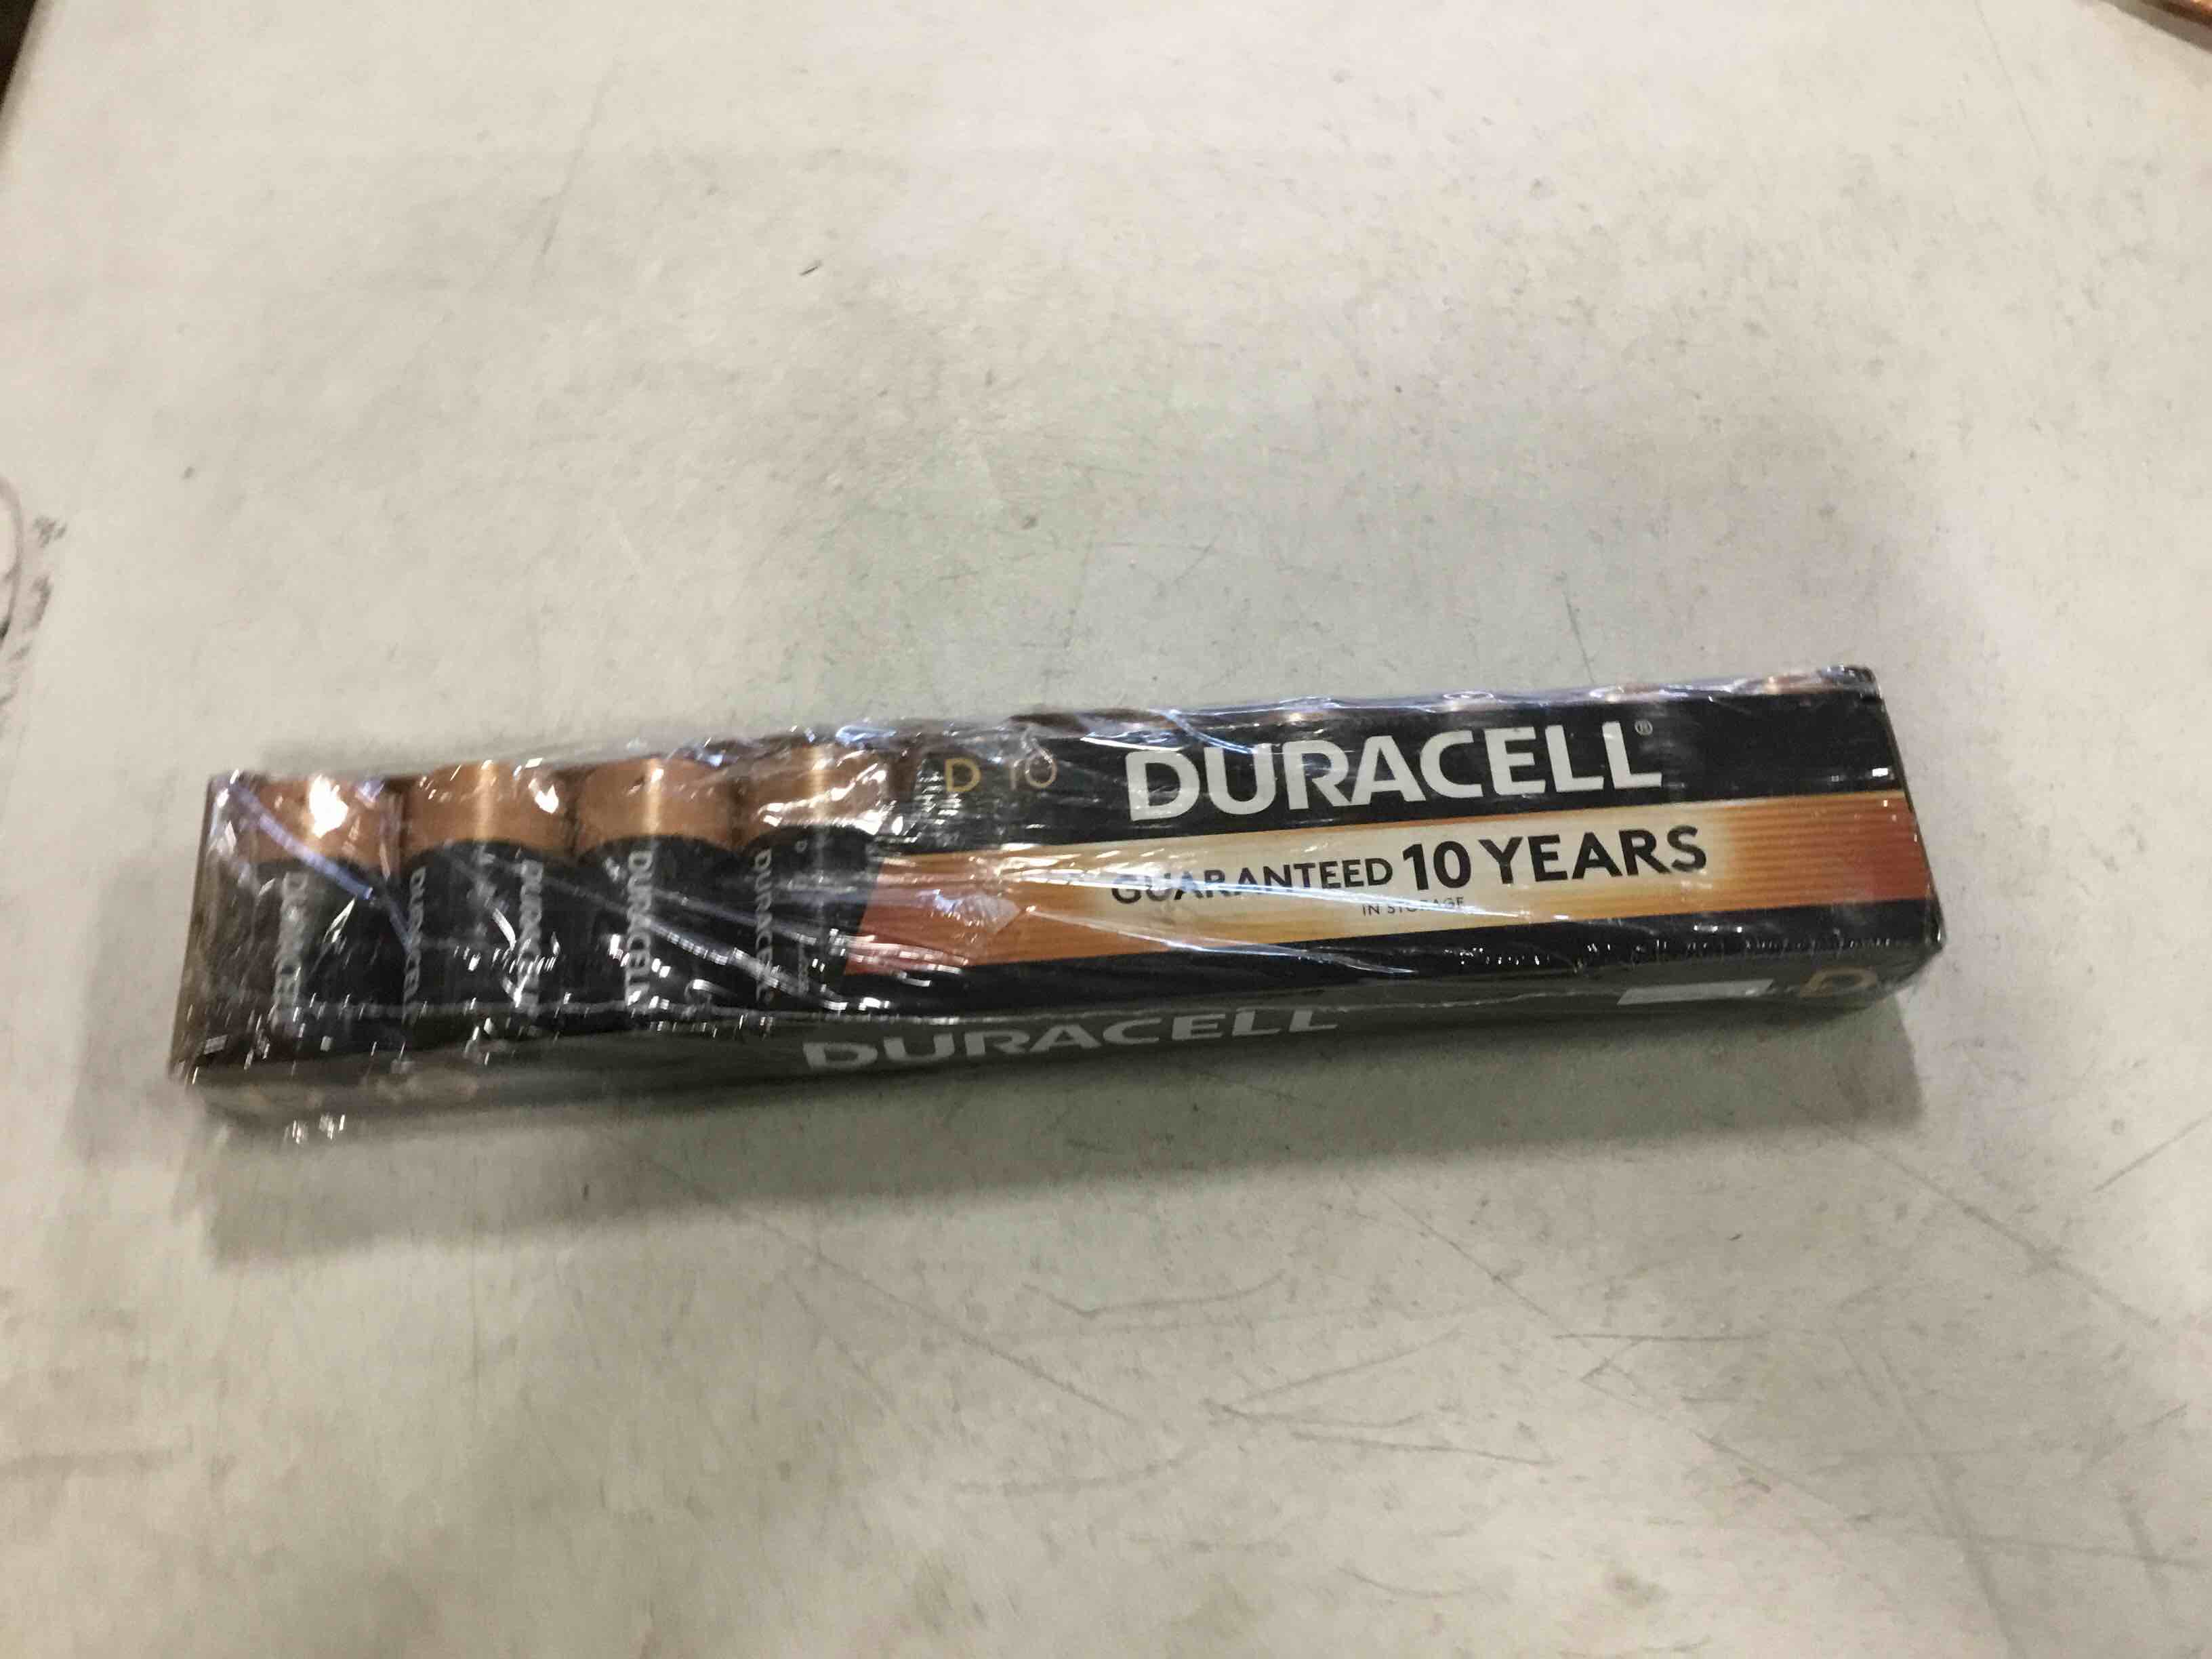 D 10
DURACELL®
GUARANTEED 10 YEARS
IN STORAGE
DURACELL
DURACELL
DURACELL
DURACELL
DURACELL
DURACELL D